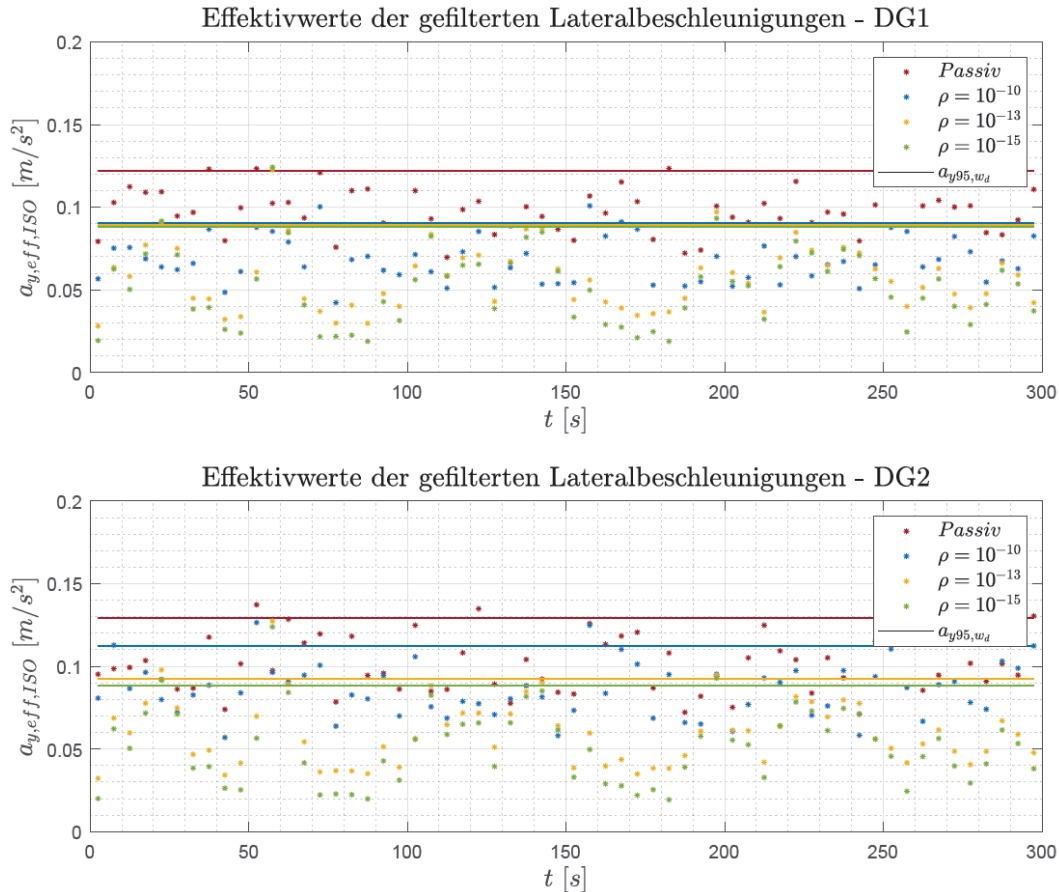 Effektivwerte der gefilterten Lateralbeschleunigungen - DG1
0.2
0.15
0.1
0.05
0
a_{y,eff,ISO} [m/s²]
Passiv
ρ = 10⁻¹⁰
ρ = 10⁻¹³
ρ = 10⁻¹⁵
a_{y95,w_d}
0 50 100 150 200 250 300
t [s]
Effektivwerte der gefilterten Lateralbeschleunigungen - DG2
0.2
0.15
0.1
0.05
0
a_{y,eff,ISO} [m/s²]
Passiv
ρ = 10⁻¹⁰
ρ = 10⁻¹³
ρ = 10⁻¹⁵
a_{y95,w_d}
0 50 100 150 200 250 300
t [s]